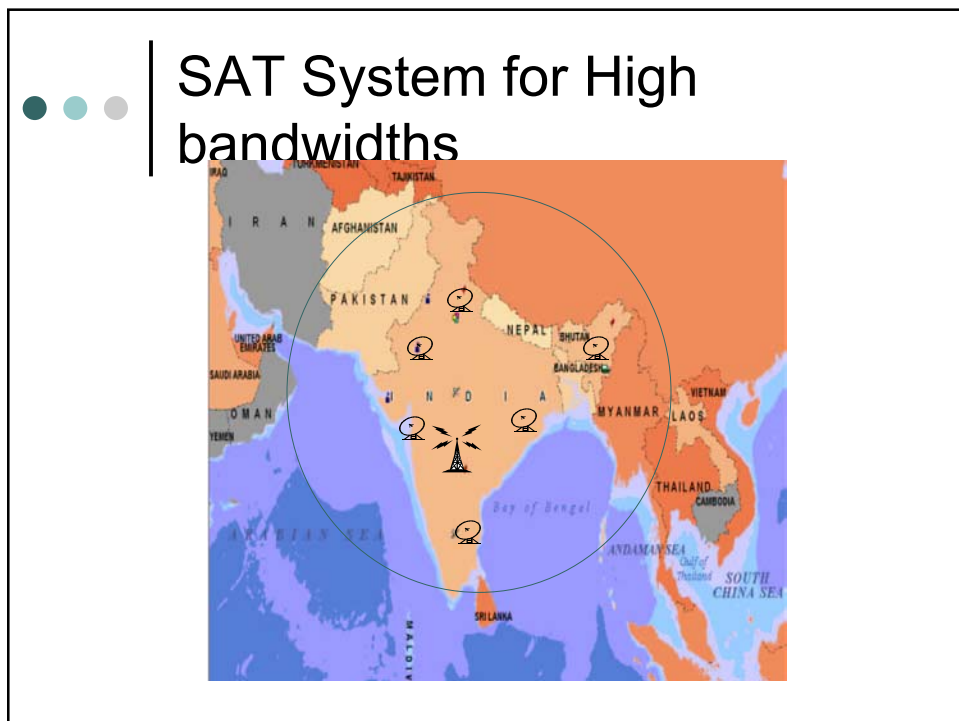 SAT System for High
bandwidths
TURKMENISTAN
IRAQ
TAJIKISTAN
I R A N
AFGHANISTAN
PAKISTAN
NEPAL
BHUTAN
UNITED ARAB
EMIRATES
BANGLADESH
SAUDI ARABIA
VIETNAM
I N D I A
OMAN
MYANMAR
LAOS
YEMEN
THAILAND
CAMBODIA
Bay of Bengal
ARABIAN SEA
ANDAMAN SEA
Gulf of
Thailand
SOUTH
CHINA SEA
SRI LANKA
MALDIV